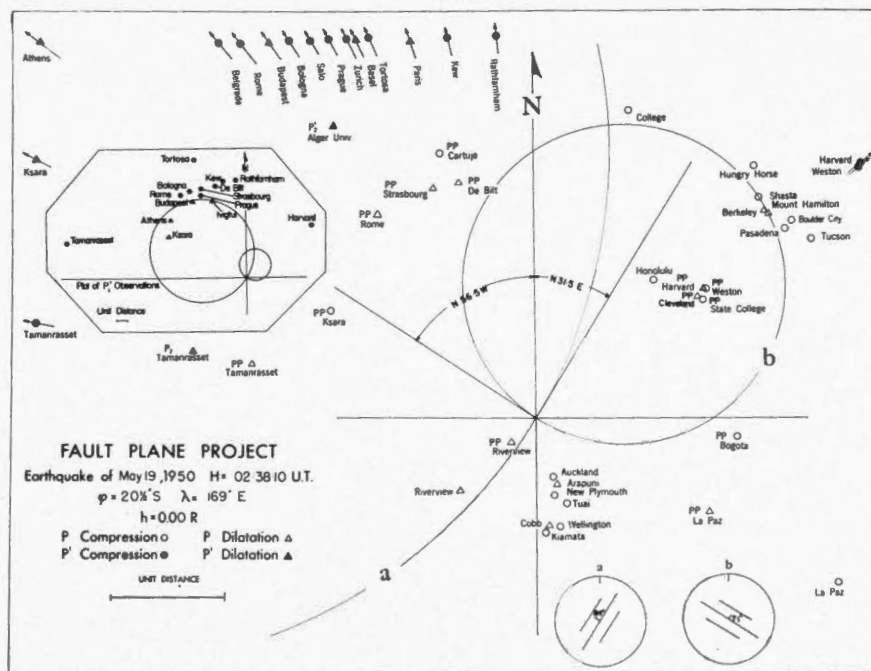 Athens
Belgrade
Rome
Budapest
Bologna
Salo
Prague
Zurich
Basel
Tortosa
Paris
Kew
Rathfarnham
N
Ksara
P'₂
Alger Univ.
PP
Cartuja
PP
Strasbourg
PP
De Bilt
PP
Rome
College
Hungry Horse
Harvard
Weston
Shasta
Mount Hamilton
Berkeley
Boulder City
Pasadena
Tucson
Tortosa
Kew
Rathfarnham
Bologna
De Bilt
Rome
Strasbourg
Budapest
Prague
Ivigtut
Athens
Harvard
Ksara
Tamanrasset
Plot of P'₁ Observations
Unit Distance
N 56.5 W
N 31.5 E
Honolulu
PP
Harvard
PP
Weston
PP
Cleveland
PP
State College
PP
Ksara
Tamanrasset
P₂
Tamanrasset
PP
Tamanrasset
b
PP
Riverview
PP
Bogota
Riverview
Auckland
Arapuni
New Plymouth
Tuai
Cobb
Wellington
Kiamata
PP
La Paz
La Paz
a
FAULT PLANE PROJECT
Earthquake of May 19, 1950 H= 02·38·10 U.T.
φ = 20½°S λ = 169° E
h = 0.00 R
P Compression P Dilatation
P' Compression P' Dilatation
UNIT DISTANCE
a
b